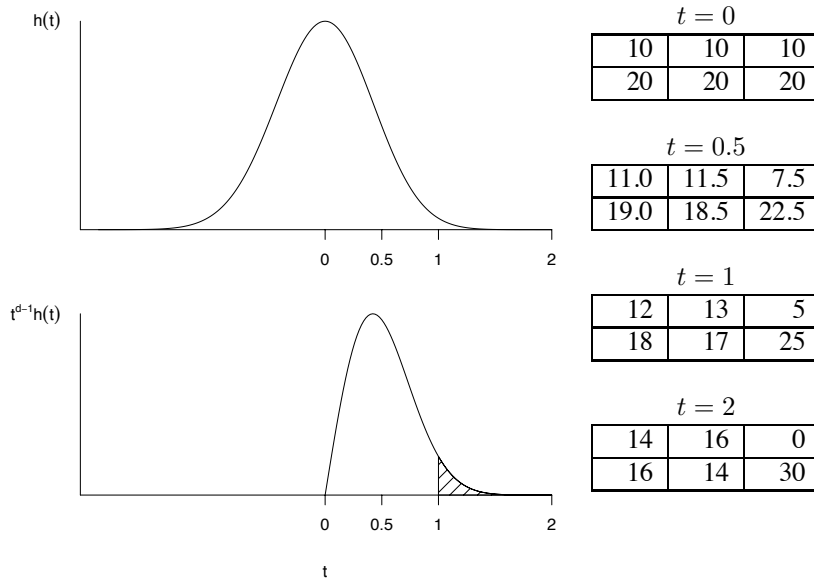 h(t)
0 0.5 1 2
t^{d−1}h(t)
0 0.5 1 2
t
t = 0
10 10 10
20 20 20
t = 0.5
11.0 11.5 7.5
19.0 18.5 22.5
t = 1
12 13 5
18 17 25
t = 2
14 16 0
16 14 30